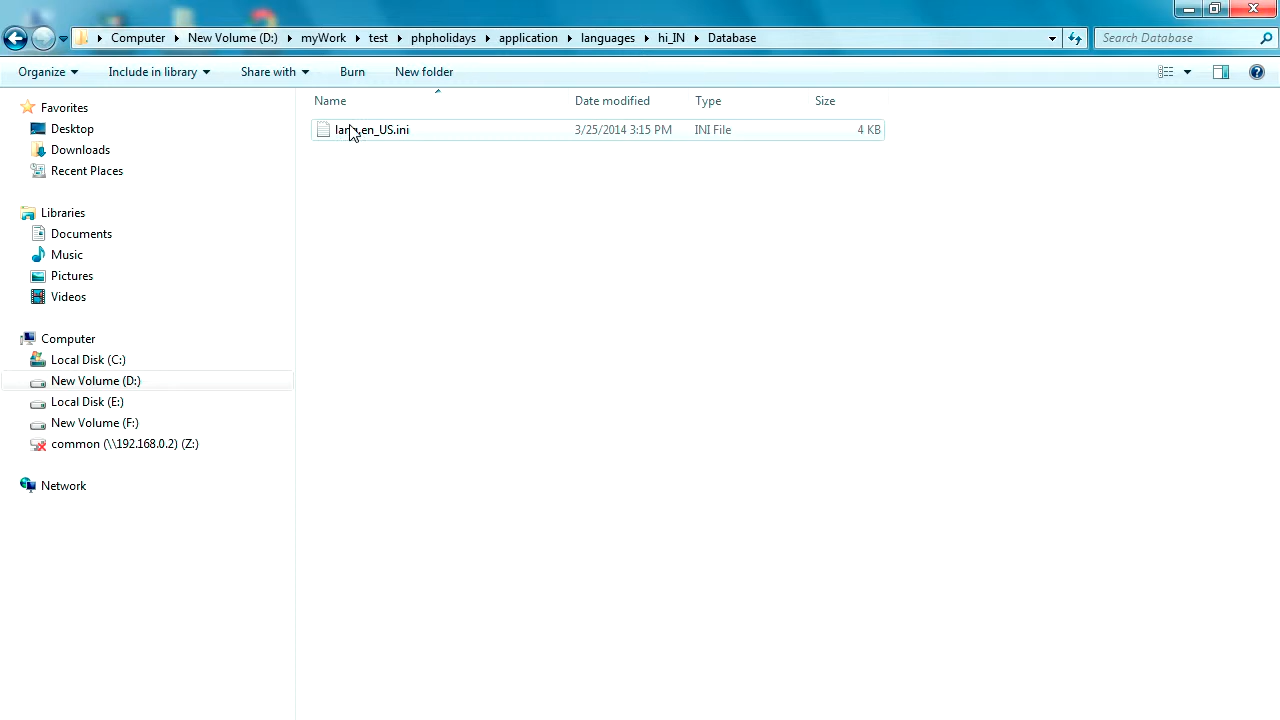 Computer New Volume (D:) myWork test phpholidays application languages hi_IN Database Search Database
Organize Include in library Share with Burn New folder
Favorites
Desktop
Downloads
Recent Places
Libraries
Documents
Music
Pictures
Videos
Computer
Local Disk (C:)
New Volume (D:)
Local Disk (E:)
New Volume (F:)
common (\\192.168.0.2) (Z:)
Network
Name Date modified Type Size
3/25/2014 3:15 PM INI File 4 KB